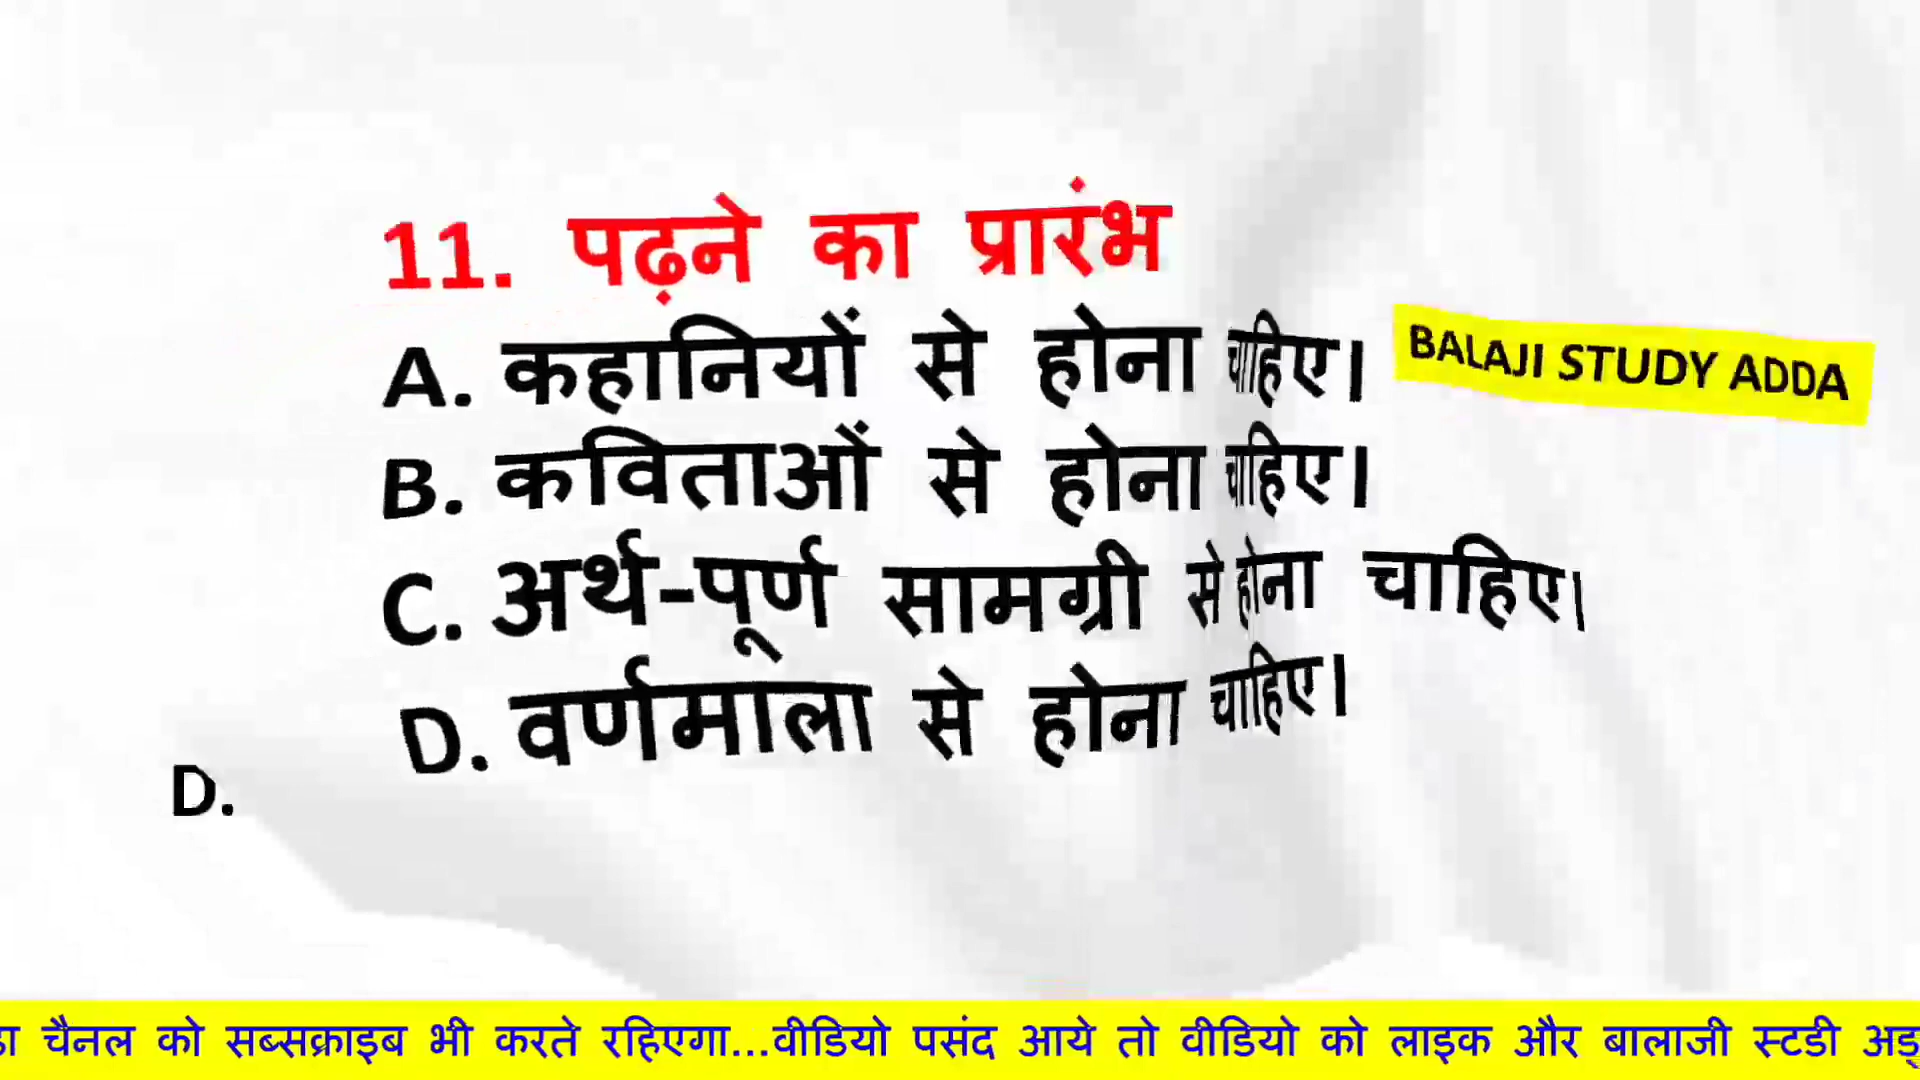 11. पढ़ने का प्रारंभ
A. कहानियों से होना चाहिए।
BALAJI STUDY ADDA
B. कविताओं से होना चाहिए।
C. अर्थ-पूर्ण सामग्री से होना चाहिए।
D. वर्णमाला से होना चाहिए।
D.
चैनल को सब्सक्राइब भी करते रहिएगा...वीडियो पसंद आये तो वीडियो को लाइक और बालाजी स्टडी